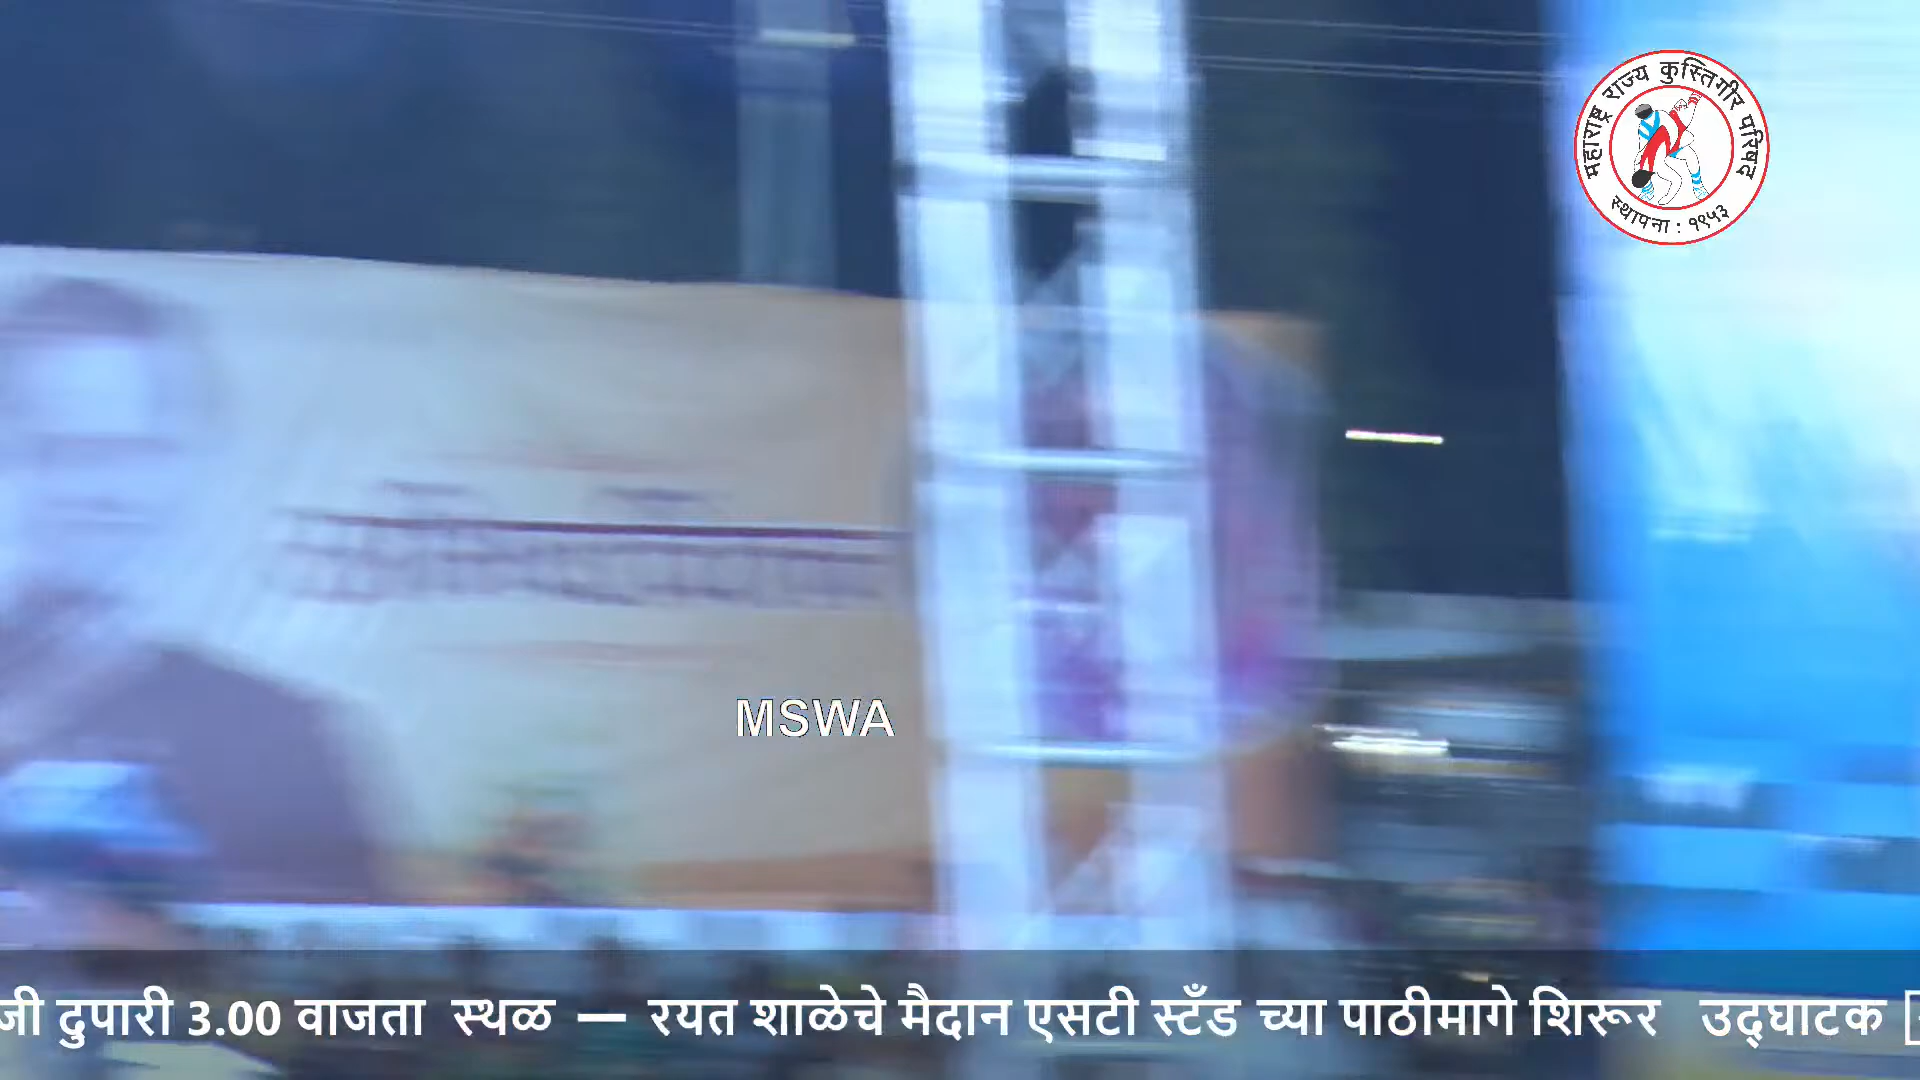 महाराष्ट्र राज्य कुस्तिगीर परिषद
स्थापना : १९५३
MSWA
जी दुपारी 3.00 वाजता स्थळ — रयत शाळेचे मैदान एसटी स्टँड च्या पाठीमागे शिरूर उद्घाटक